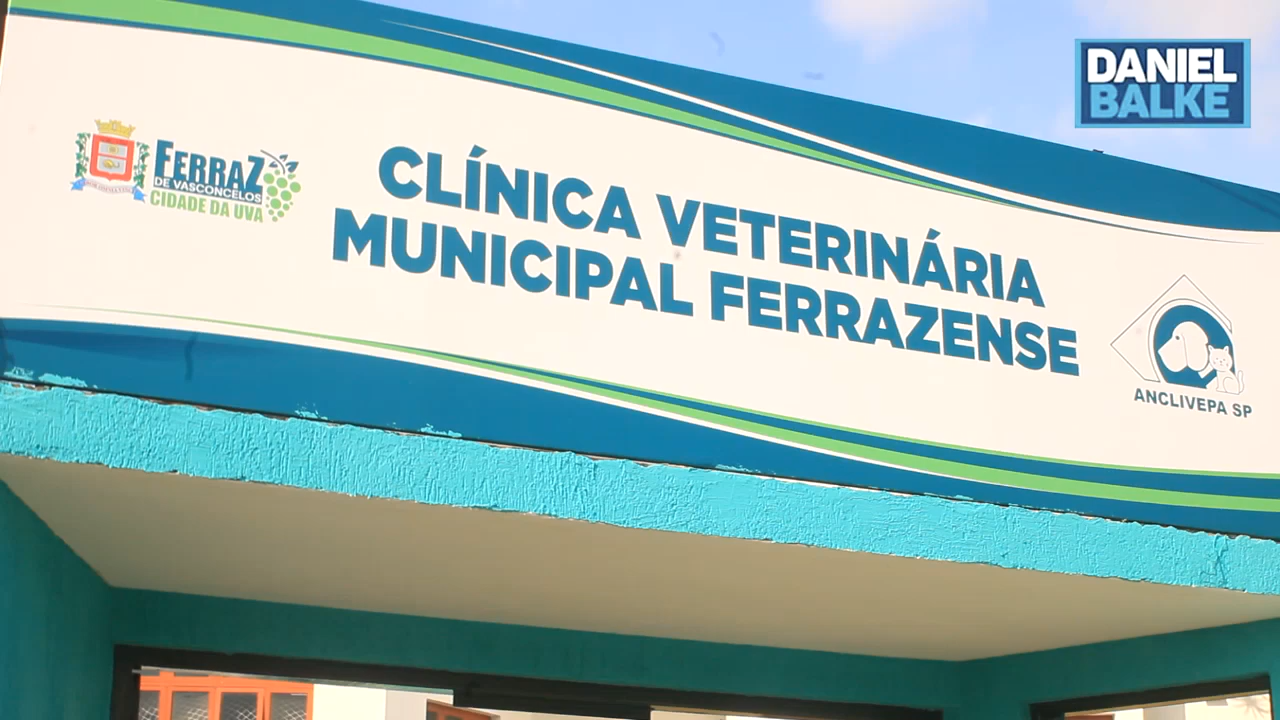 DANIEL
BALKE
FERRAZ
DE VASCONCELOS
CIDADE DA UVA
CLÍNICA VETERINÁRIA
MUNICIPAL FERRAZENSE
ANCLIVEPA SP